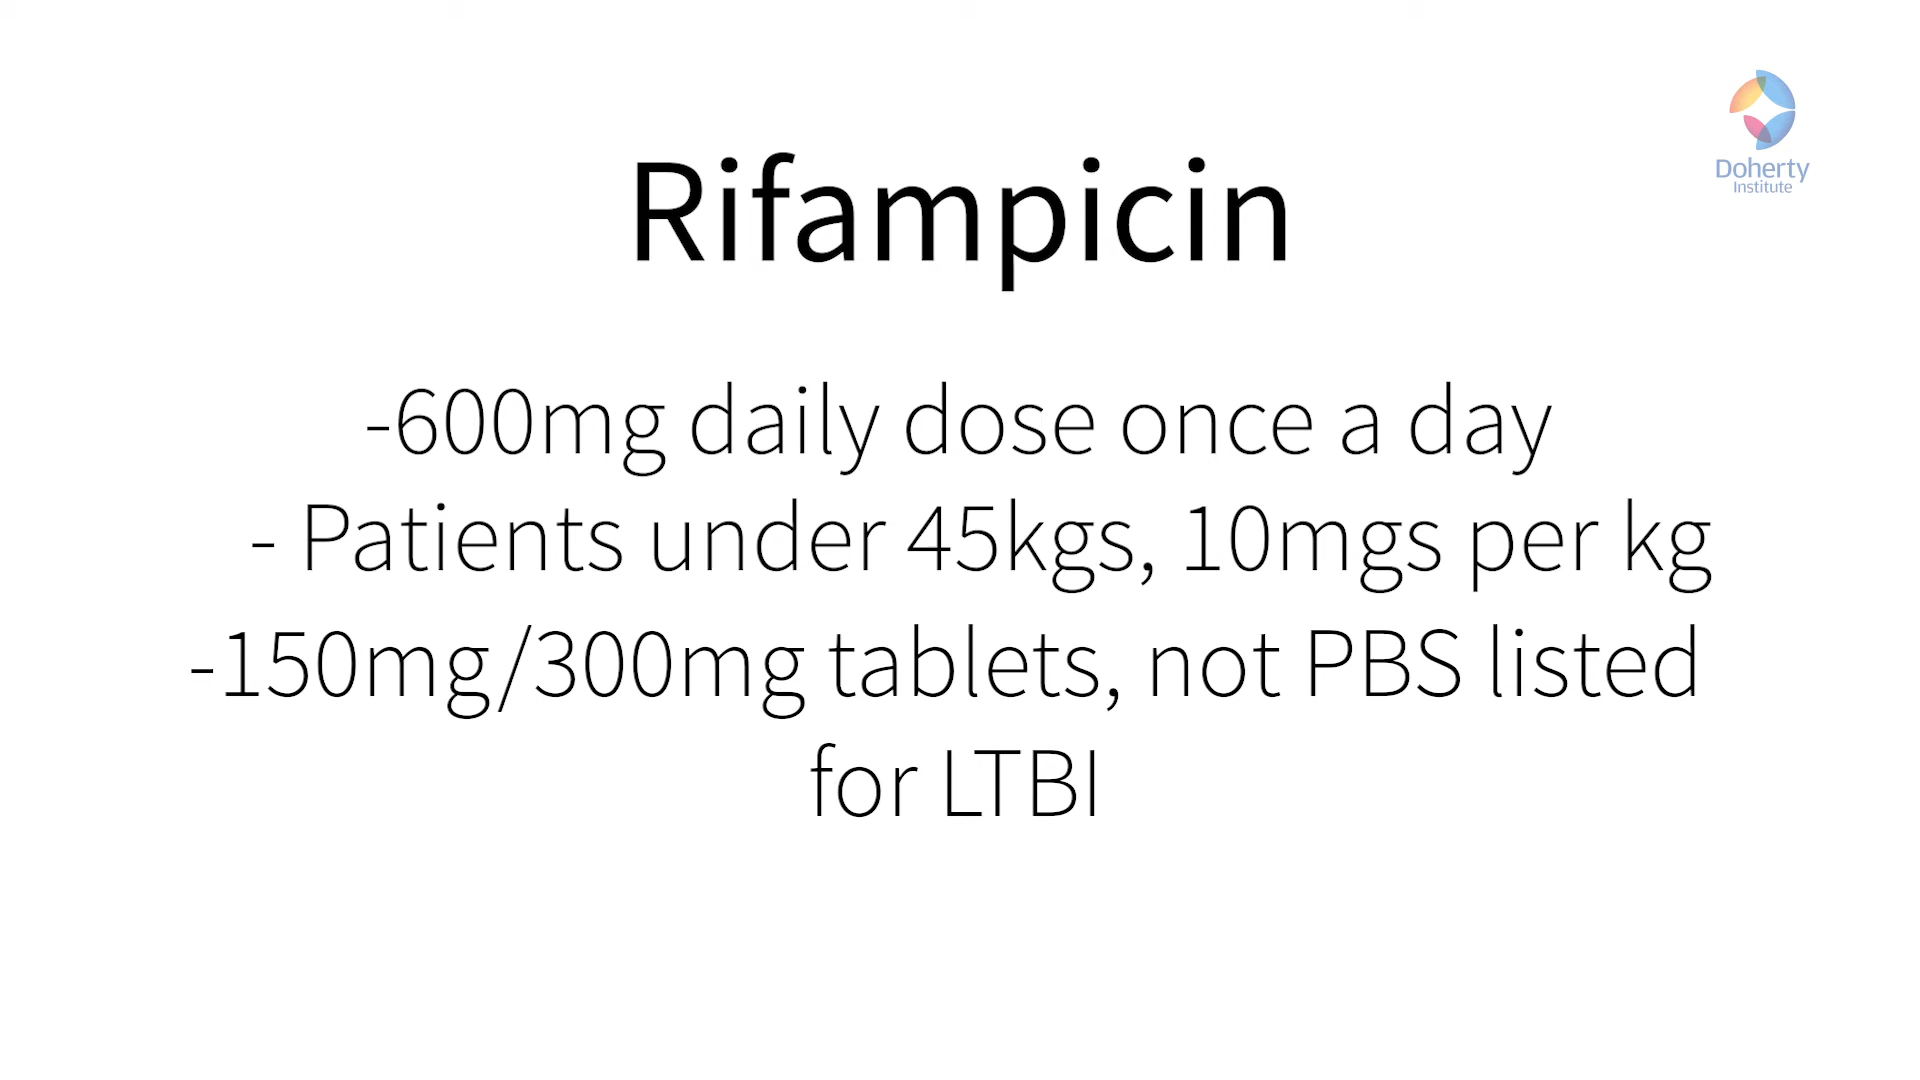 Doherty
Institute
Rifampicin
-600mg daily dose once a day
- Patients under 45kgs, 10mgs per kg
-150mg/300mg tablets, not PBS listed
for LTBI